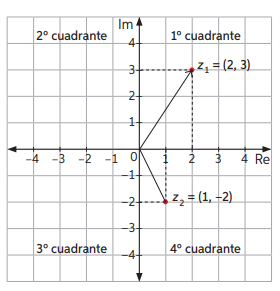 Im
2º cuadrante
1º cuadrante
4
3
z₁ = (2, 3)
2
1
–4 –3 –2 –1 0 1 2 3 4 Re
–1
–2
z₂ = (1, –2)
–3
3º cuadrante
4º cuadrante
–4